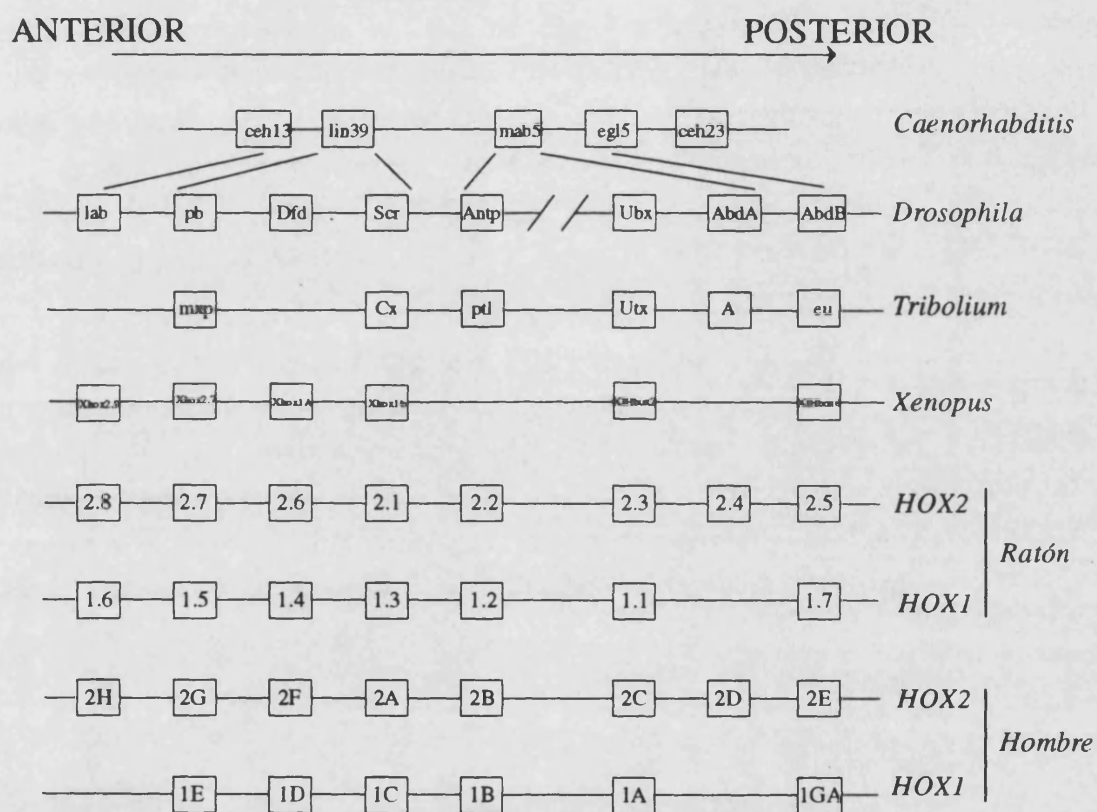 ANTERIOR POSTERIOR
ceh13 lin39 mab5 egl5 ceh23 Caenorhabditis
lab pb Dfd Scr Antp Ubx AbdA AbdB Drosophila
mxp Cx ptl Utx A eu Tribolium
Xhox2.7 Xhox1A Xenopus
2.8 2.7 2.6 2.1 2.2 2.3 2.4 2.5 HOX2
Ratón
1.6 1.5 1.4 1.3 1.2 1.1 1.7 HOX1
2H 2G 2F 2A 2B 2C 2D 2E HOX2
Hombre
1E 1D 1C 1B 1A 1GA HOX1